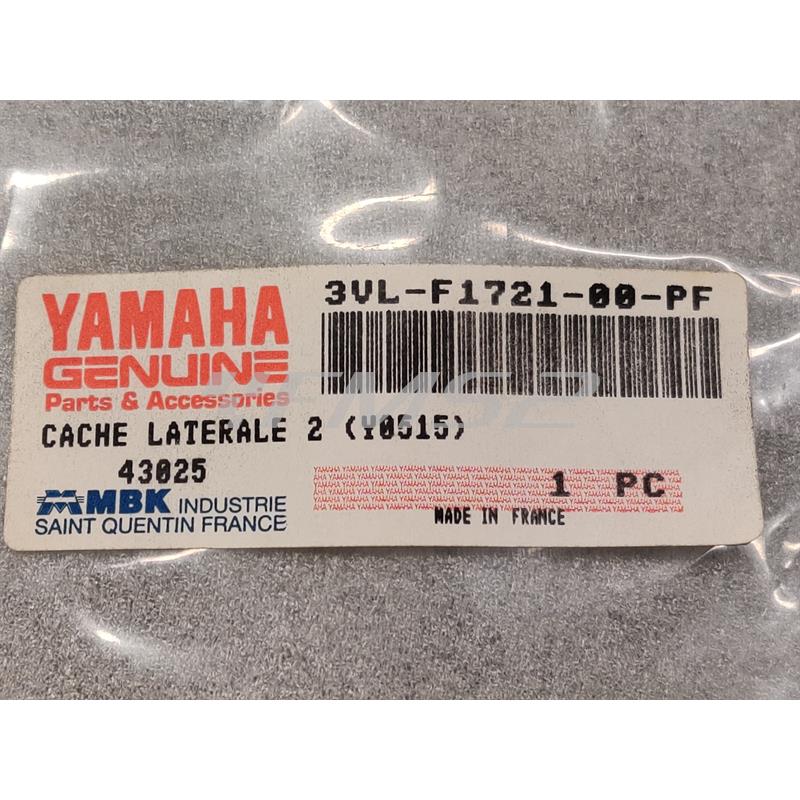 3VL-F1721-00-PF
YAMAHA
GENUINE
Parts & Accessories
CACHE LATERALE 2 (Y0515)
43025
MBK INDUSTRIE
SAINT QUENTIN FRANCE
1 PC
MADE IN FRANCE